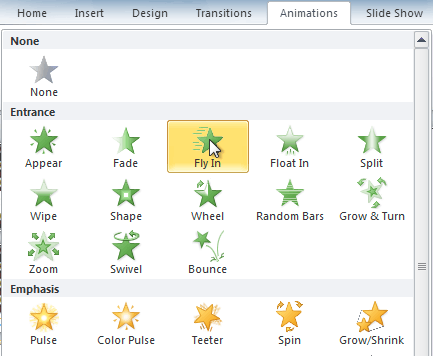 Home Insert Design Transitions Animations Slide Show
None
None
Entrance
Appear Fade Fly In Float In Split
Wipe Shape Wheel Random Bars Grow & Turn
Zoom Swivel Bounce
Emphasis
Pulse Color Pulse Teeter Spin Grow/Shrink